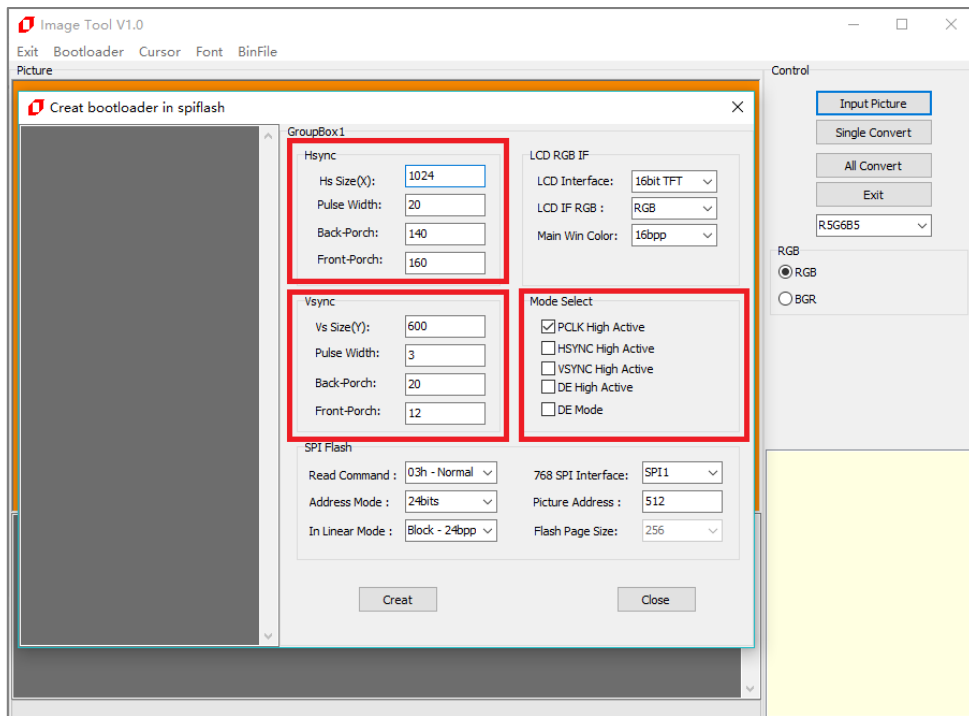 Image Tool V1.0
Exit Bootloader Cursor Font BinFile
Picture
Control
Input Picture
Single Convert
All Convert
Exit
R5G6B5
RGB
RGB
BGR
Creat bootloader in spiflash
GroupBox1
Hsync
Hs Size(X): 1024
Pulse Width: 20
Back-Porch: 140
Front-Porch: 160
LCD RGB IF
LCD Interface: 16bit TFT
LCD IF RGB : RGB
Main Win Color: 16bpp
Vsync
Vs Size(Y): 600
Pulse Width: 3
Back-Porch: 20
Front-Porch: 12
Mode Select
PCLK High Active
HSYNC High Active
VSYNC High Active
DE High Active
DE Mode
SPI Flash
Read Command : 03h - Normal
Address Mode : 24bits
In Linear Mode : Block - 24bpp
768 SPI Interface: SPI1
Picture Address : 512
Flash Page Size: 256
Creat
Close